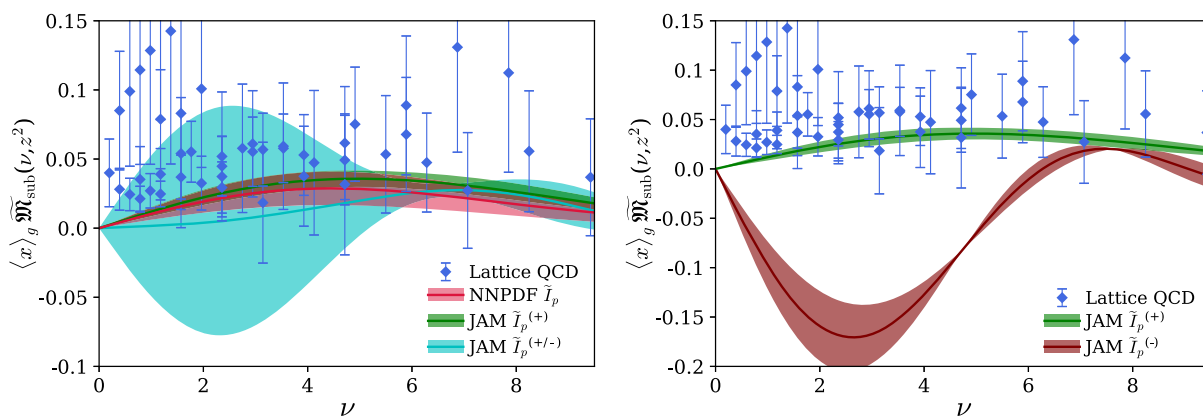 0.15
0.10
0.05
0.0
-0.05
-0.1
0
2
4
6
8
ν
⟨x⟩_g 𝔐̃_sub(ν,z²)
Lattice QCD
NNPDF Ĩ_p
JAM Ĩ_p^(+)
JAM Ĩ_p^(+/-)
0.15
0.1
0.05
0.0
-0.05
-0.1
-0.15
-0.2
0
2
4
6
8
ν
⟨x⟩_g 𝔐̃_sub(ν,z²)
Lattice QCD
JAM Ĩ_p^(+)
JAM Ĩ_p^(-)